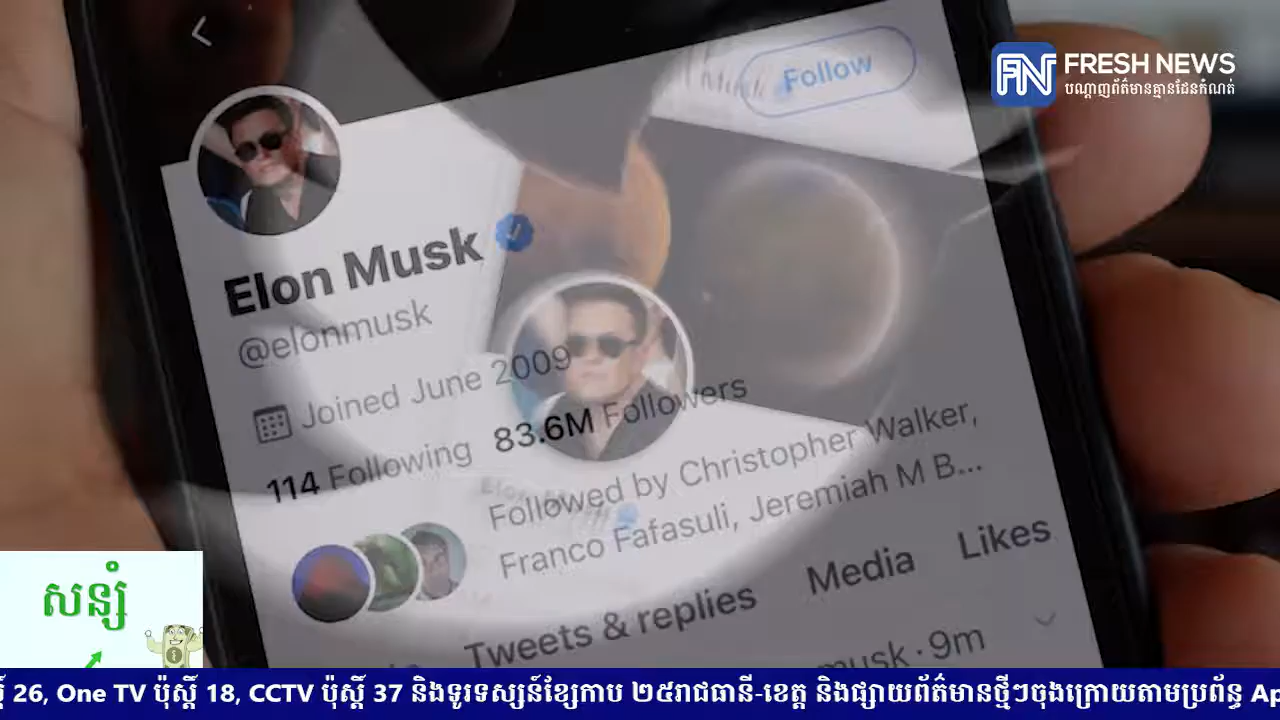 Follow
FRESH NEWS
បណ្តាញព័ត៌មានគ្មានដែនកំណត់
Elon Musk
@elonmusk
Joined June 2009
114 Following 83.6M Followers
Followed by Christopher Walker,
Franco Fafasuli, Jeremiah M B...
Tweets & replies Media Likes
musk · 9m
សន្សំ
26, One TV ប៉ុស្តិ៍ 18, CCTV ប៉ុស្តិ៍ 37 និងទូរទស្សន៍ខ្សែកាប ២៥រាជធានី-ខេត្ត និងផ្សាយព័ត៌មានថ្មីៗចុងក្រោយតាមប្រព័ន្ធ Ap